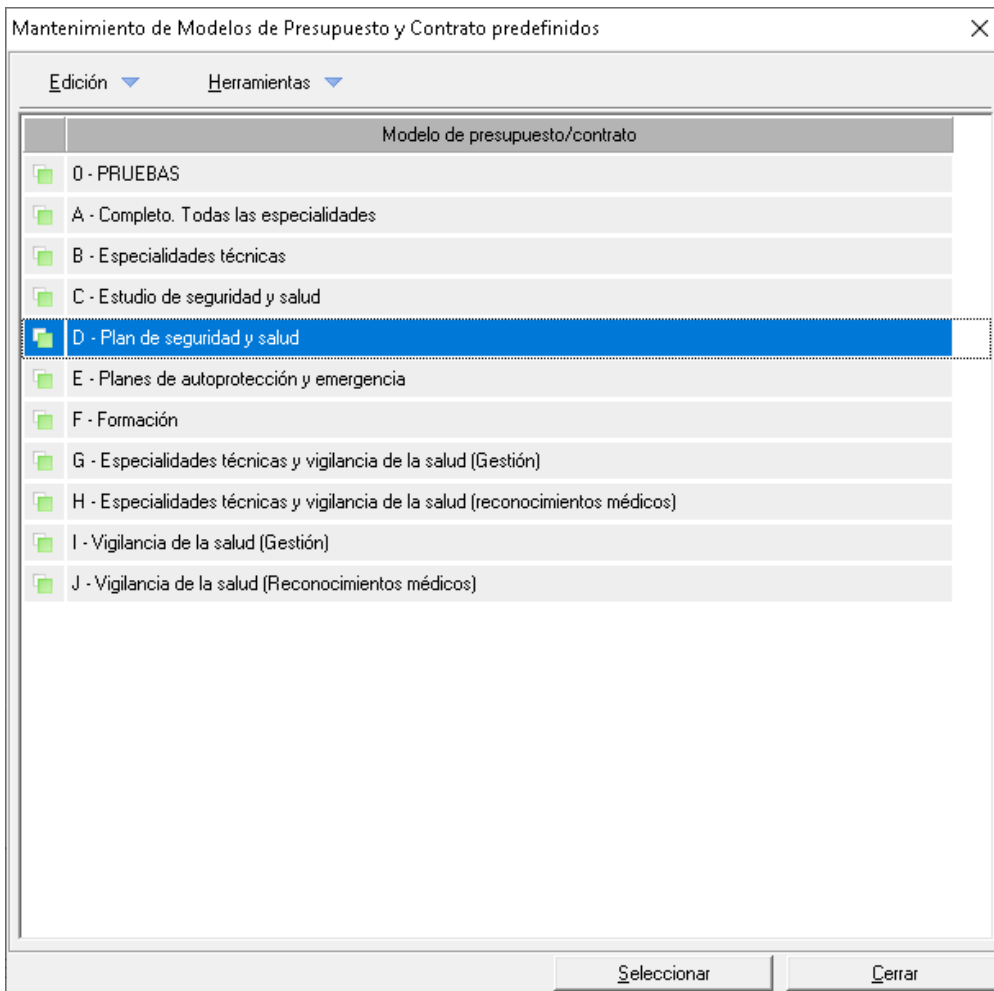 Mantenimiento de Modelos de Presupuesto y Contrato predefinidos
Edición Herramientas
Modelo de presupuesto/contrato
0 - PRUEBAS
A - Completo. Todas las especialidades
B - Especialidades técnicas
C - Estudio de seguridad y salud
D - Plan de seguridad y salud
E - Planes de autoprotección y emergencia
F - Formación
G - Especialidades técnicas y vigilancia de la salud (Gestión)
H - Especialidades técnicas y vigilancia de la salud (reconocimientos médicos)
I - Vigilancia de la salud (Gestión)
J - Vigilancia de la salud (Reconocimientos médicos)
Seleccionar Cerrar